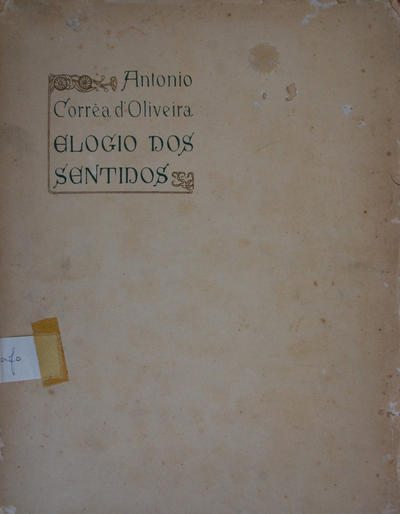 Antonio
Corrêa d'Oliveira
ELOGIO DOS
SENTIDOS